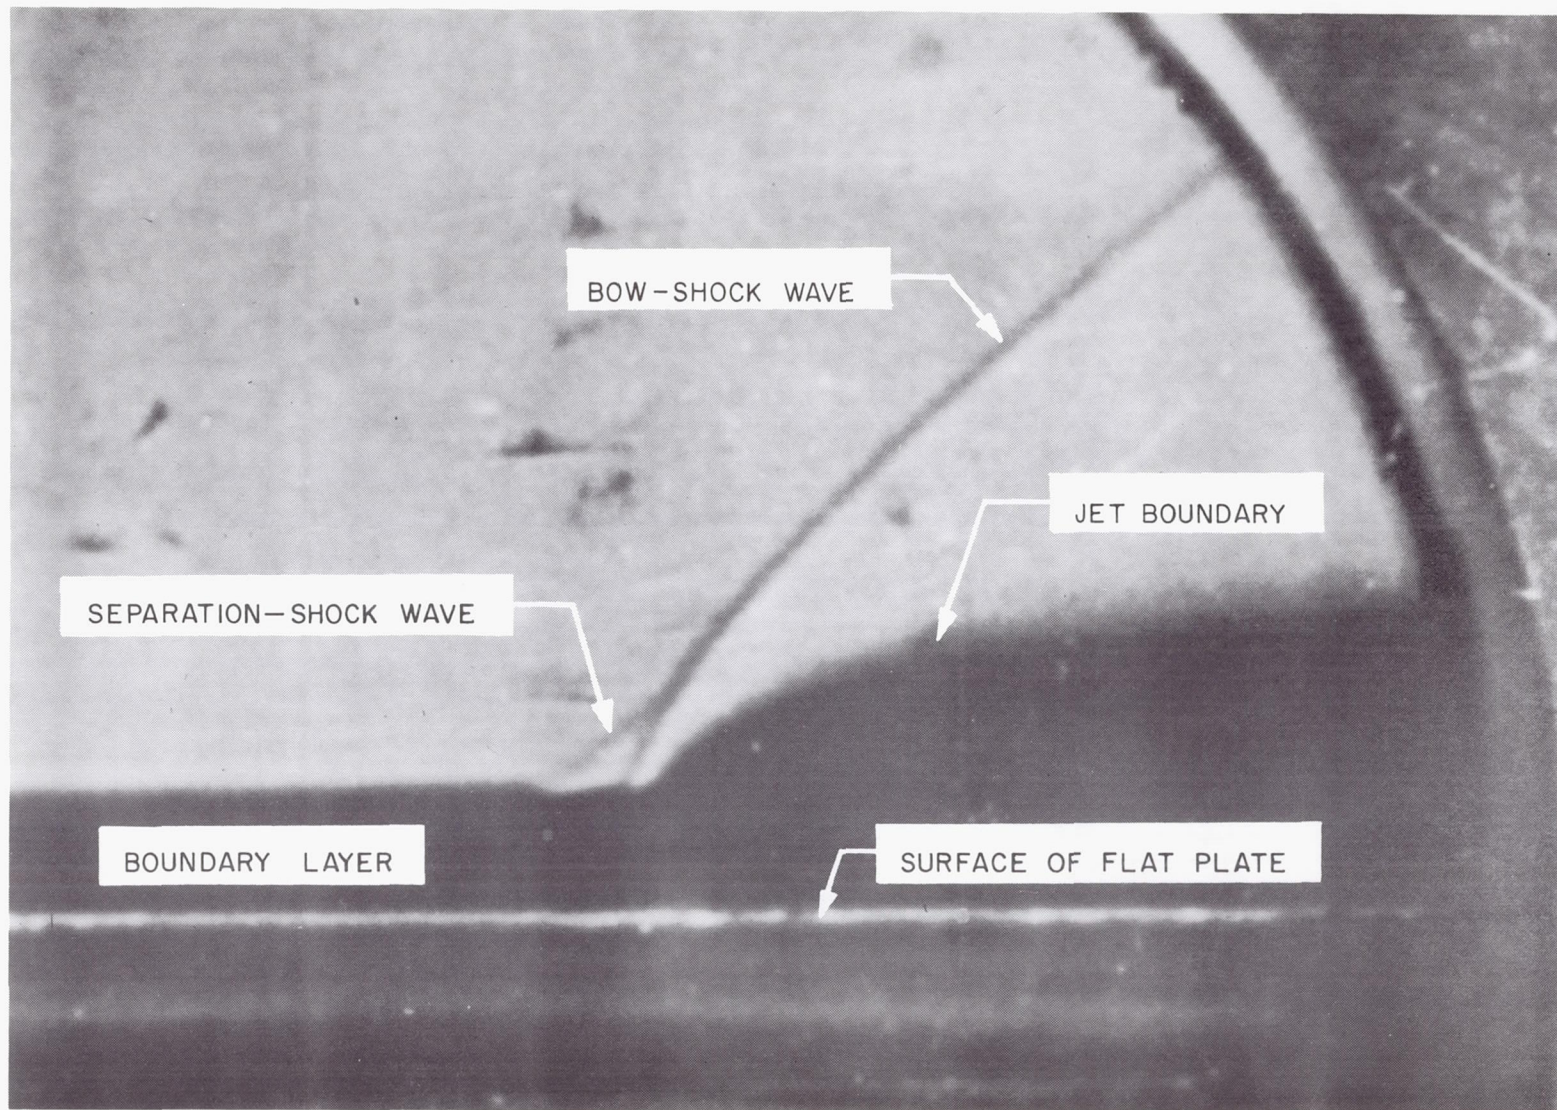 BOW-SHOCK WAVE
JET BOUNDARY
SEPARATION-SHOCK WAVE
BOUNDARY LAYER
SURFACE OF FLAT PLATE